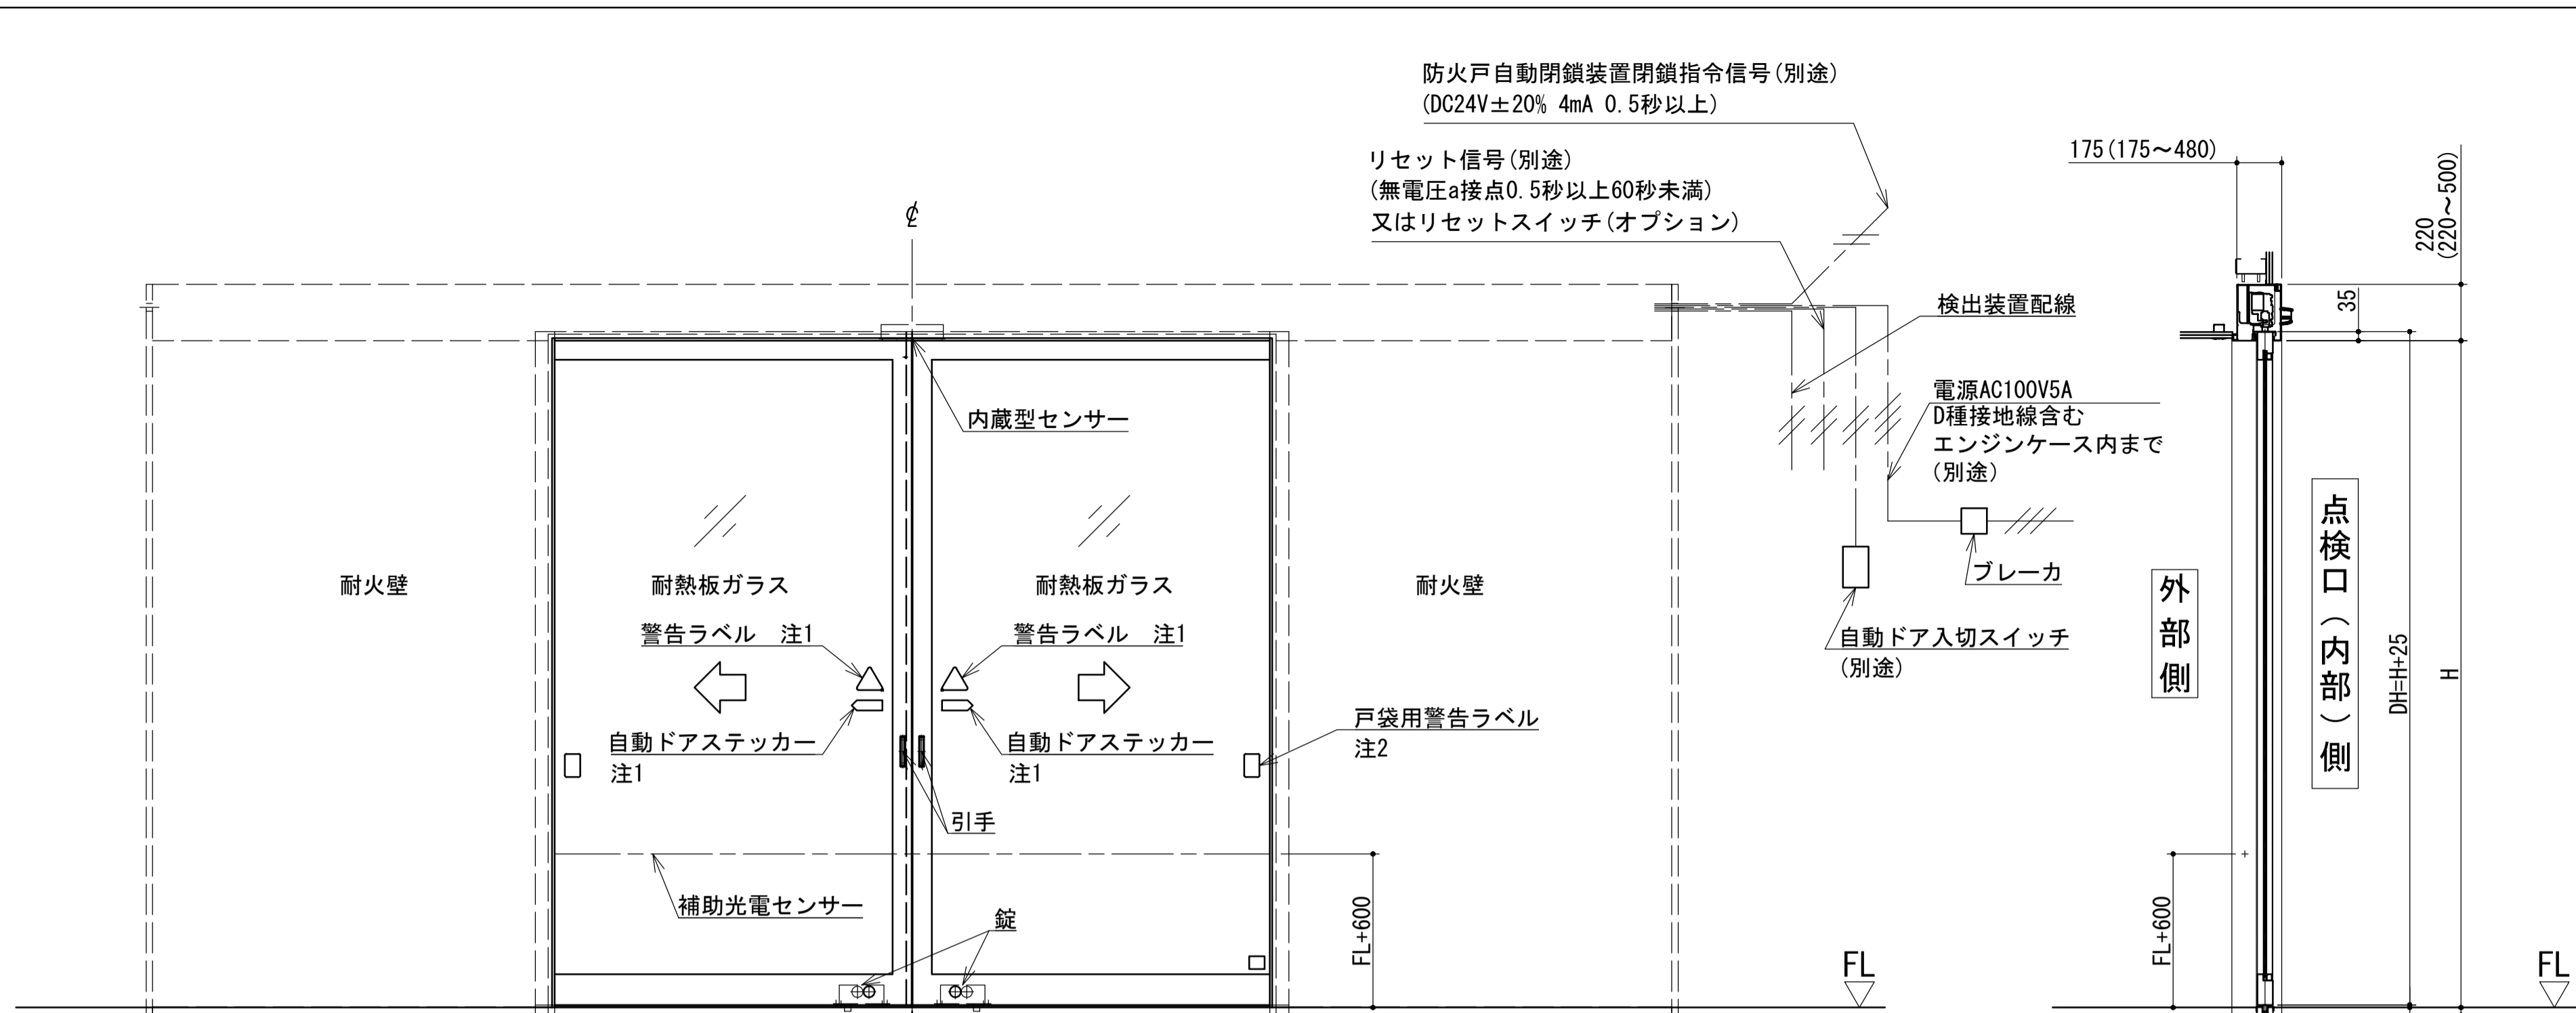 防火戸自動閉鎖装置閉鎖指令信号(別途)
(DC24V±20% 4mA 0.5秒以上)
リセット信号(別途)
(無電圧a接点0.5秒以上60秒未満)
又はリセットスイッチ(オプション)
175(175～480)
220
(220～500)
35
検出装置配線
電源AC100V5A
D種接地線含む
エンジンケース内まで
(別途)
内蔵型センサー
ブレーカ
耐火壁
耐熱板ガラス
耐熱板ガラス
耐火壁
警告ラベル 注1
警告ラベル 注1
自動ドア入切スイッチ
(別途)
外部側
点検口(内部)側
DH=H+25
H
自動ドアステッカー
注1
自動ドアステッカー
注1
戸袋用警告ラベル
注2
引手
補助光電センサー
錠
FL+600
FL
FL+600
FL